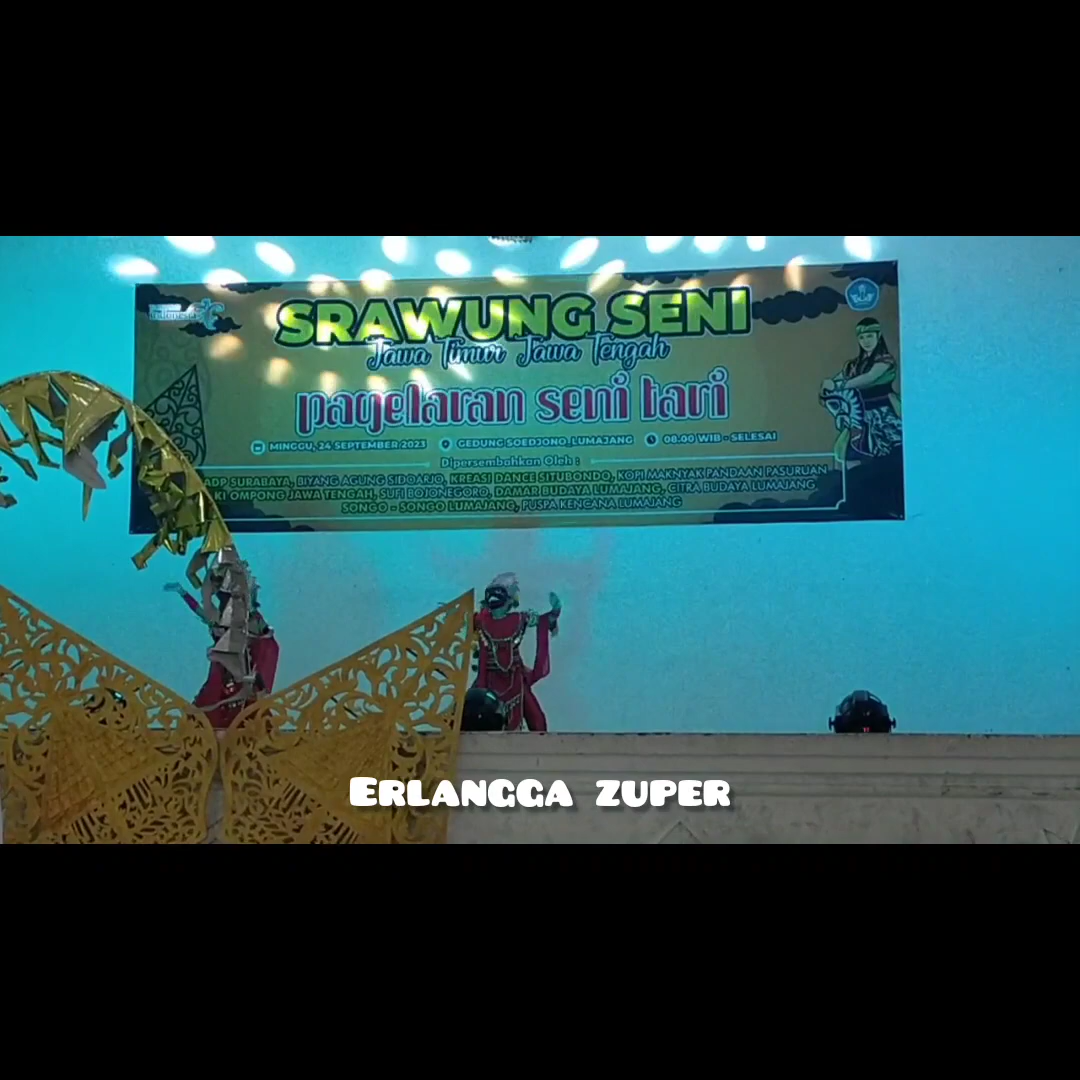 SRAWUNG SENI
Jawa Timur Jawa Tengah
pagelaran seni tari
MINGGU, 24 SEPTEMBER 2023 GEDUNG SOEDJONO, LUMAJANG 08.00 WIB - SELESAI
Dipersembahkan Oleh :
ADP SURABAYA, BIYANG AGUNG SIDOARJO, KREASI DANCE SITUBONDO, KOPI MAKNYAK PANDAAN PASURUAN
KI OMPONG JAWA TENGAH, SUFI BOJONEGORO, DAMAR BUDAYA LUMAJANG, CITRA BUDAYA LUMAJANG,
SONGO - SONGO LUMAJANG, PUSPA KENCANA LUMAJANG
ERLANGGA ZUPER